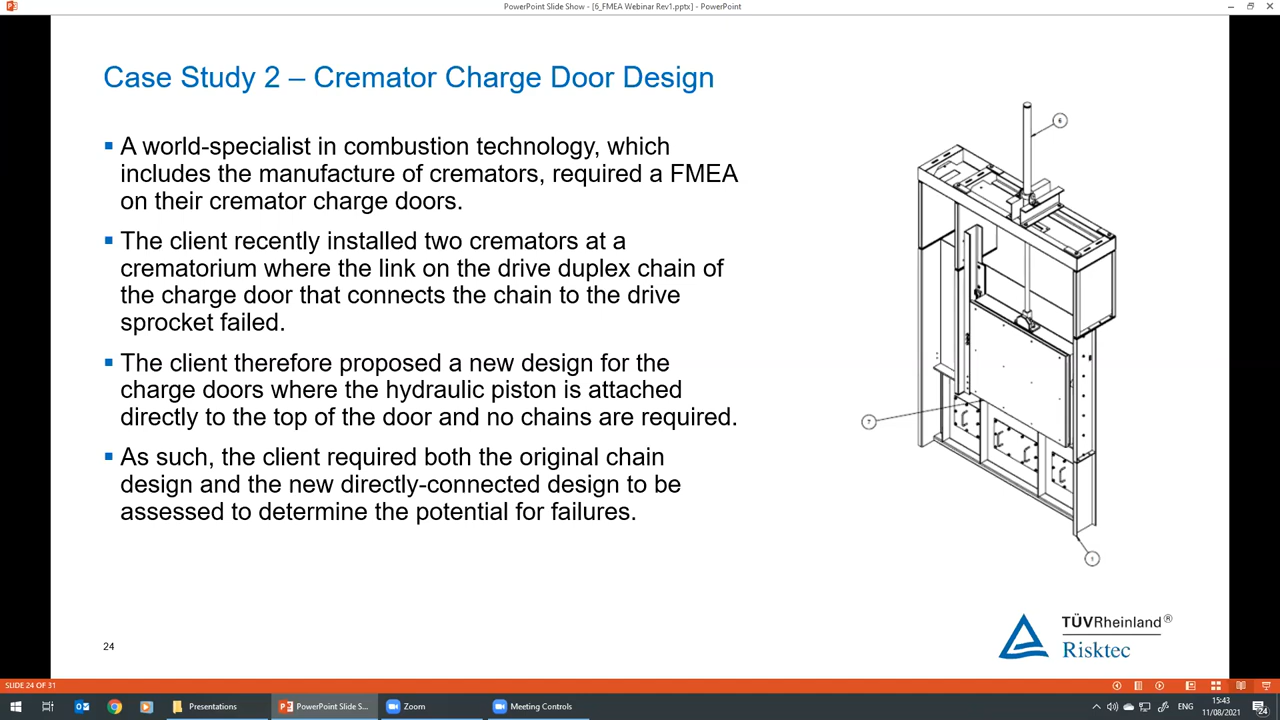 PowerPoint Slide Show - [6_FMEA Webinar Rev1.pptx] - PowerPoint
Case Study 2 – Cremator Charge Door Design
A world-specialist in combustion technology, which
includes the manufacture of cremators, required a FMEA
on their cremator charge doors.
The client recently installed two cremators at a
crematorium where the link on the drive duplex chain of
the charge door that connects the chain to the drive
sprocket failed.
The client therefore proposed a new design for the
charge doors where the hydraulic piston is attached
directly to the top of the door and no chains are required.
As such, the client required both the original chain
design and the new directly-connected design to be
assessed to determine the potential for failures.
6
7
24
TÜVRheinland®
Risktec
SLIDE 24 OF 31
Presentations
PowerPoint Slide S...
Zoom
Meeting Controls
ENG
15:43
11/08/2021
24